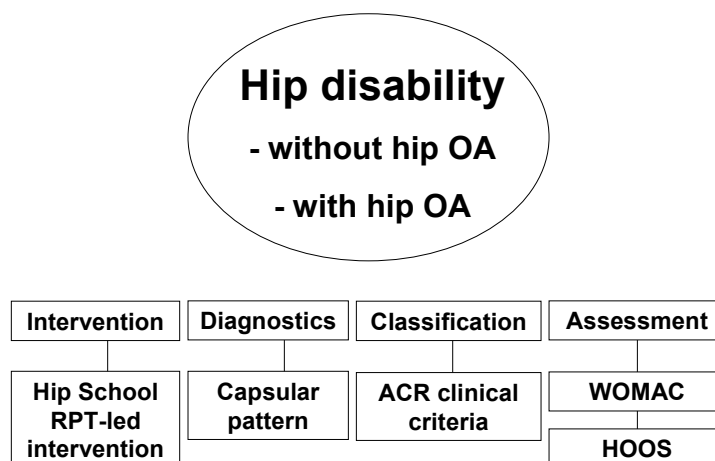 Hip disability
- without hip OA
- with hip OA
Intervention
Diagnostics
Classification
Assessment
Hip School
RPT-led
intervention
Capsular
pattern
ACR clinical
criteria
WOMAC
HOOS